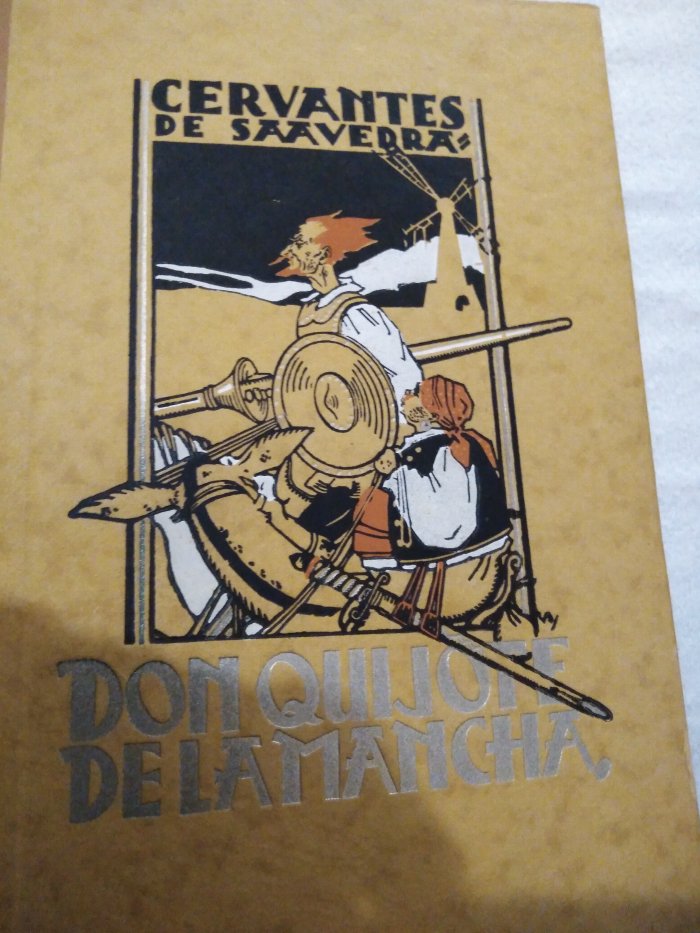 CERVANTES
DE SAAVEDRA
DON QUIJOTE
DE LA MANCHA